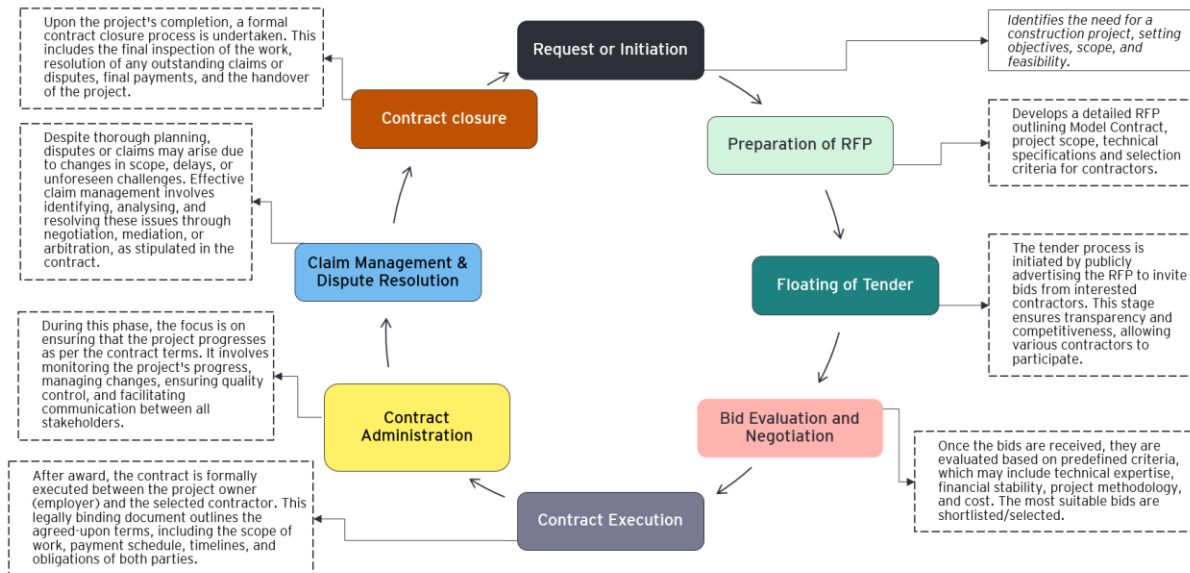 Request or Initiation
Identifies the need for a
construction project, setting
objectives, scope, and
feasibility.
Preparation of RFP
Develops a detailed RFP
outlining Model Contract,
project scope, technical
specifications and selection
criteria for contractors.
Floating of Tender
The tender process is
initiated by publicly
advertising the RFP to invite
bids from interested
contractors. This stage
ensures transparency and
competitiveness, allowing
various contractors to
participate.
Bid Evaluation and
Negotiation
Once the bids are received, they are
evaluated based on predefined criteria,
which may include technical expertise,
financial stability, project methodology,
and cost. The most suitable bids are
shortlisted/selected.
Contract Execution
After award, the contract is formally
executed between the project owner
(employer) and the selected contractor. This
legally binding document outlines the
agreed-upon terms, including the scope of
work, payment schedule, timelines, and
obligations of both parties.
Contract
Administration
During this phase, the focus is on
ensuring that the project progresses
as per the contract terms. It involves
monitoring the project's progress,
managing changes, ensuring quality
control, and facilitating
communication between all
stakeholders.
Claim Management &
Dispute Resolution
Despite thorough planning,
disputes or claims may arise due
to changes in scope, delays, or
unforeseen challenges. Effective
claim management involves
identifying, analysing, and
resolving these issues through
negotiation, mediation, or
arbitration, as stipulated in the
contract.
Contract closure
Upon the project's completion, a formal
contract closure process is undertaken. This
includes the final inspection of the work,
resolution of any outstanding claims or
disputes, final payments, and the handover
of the project.